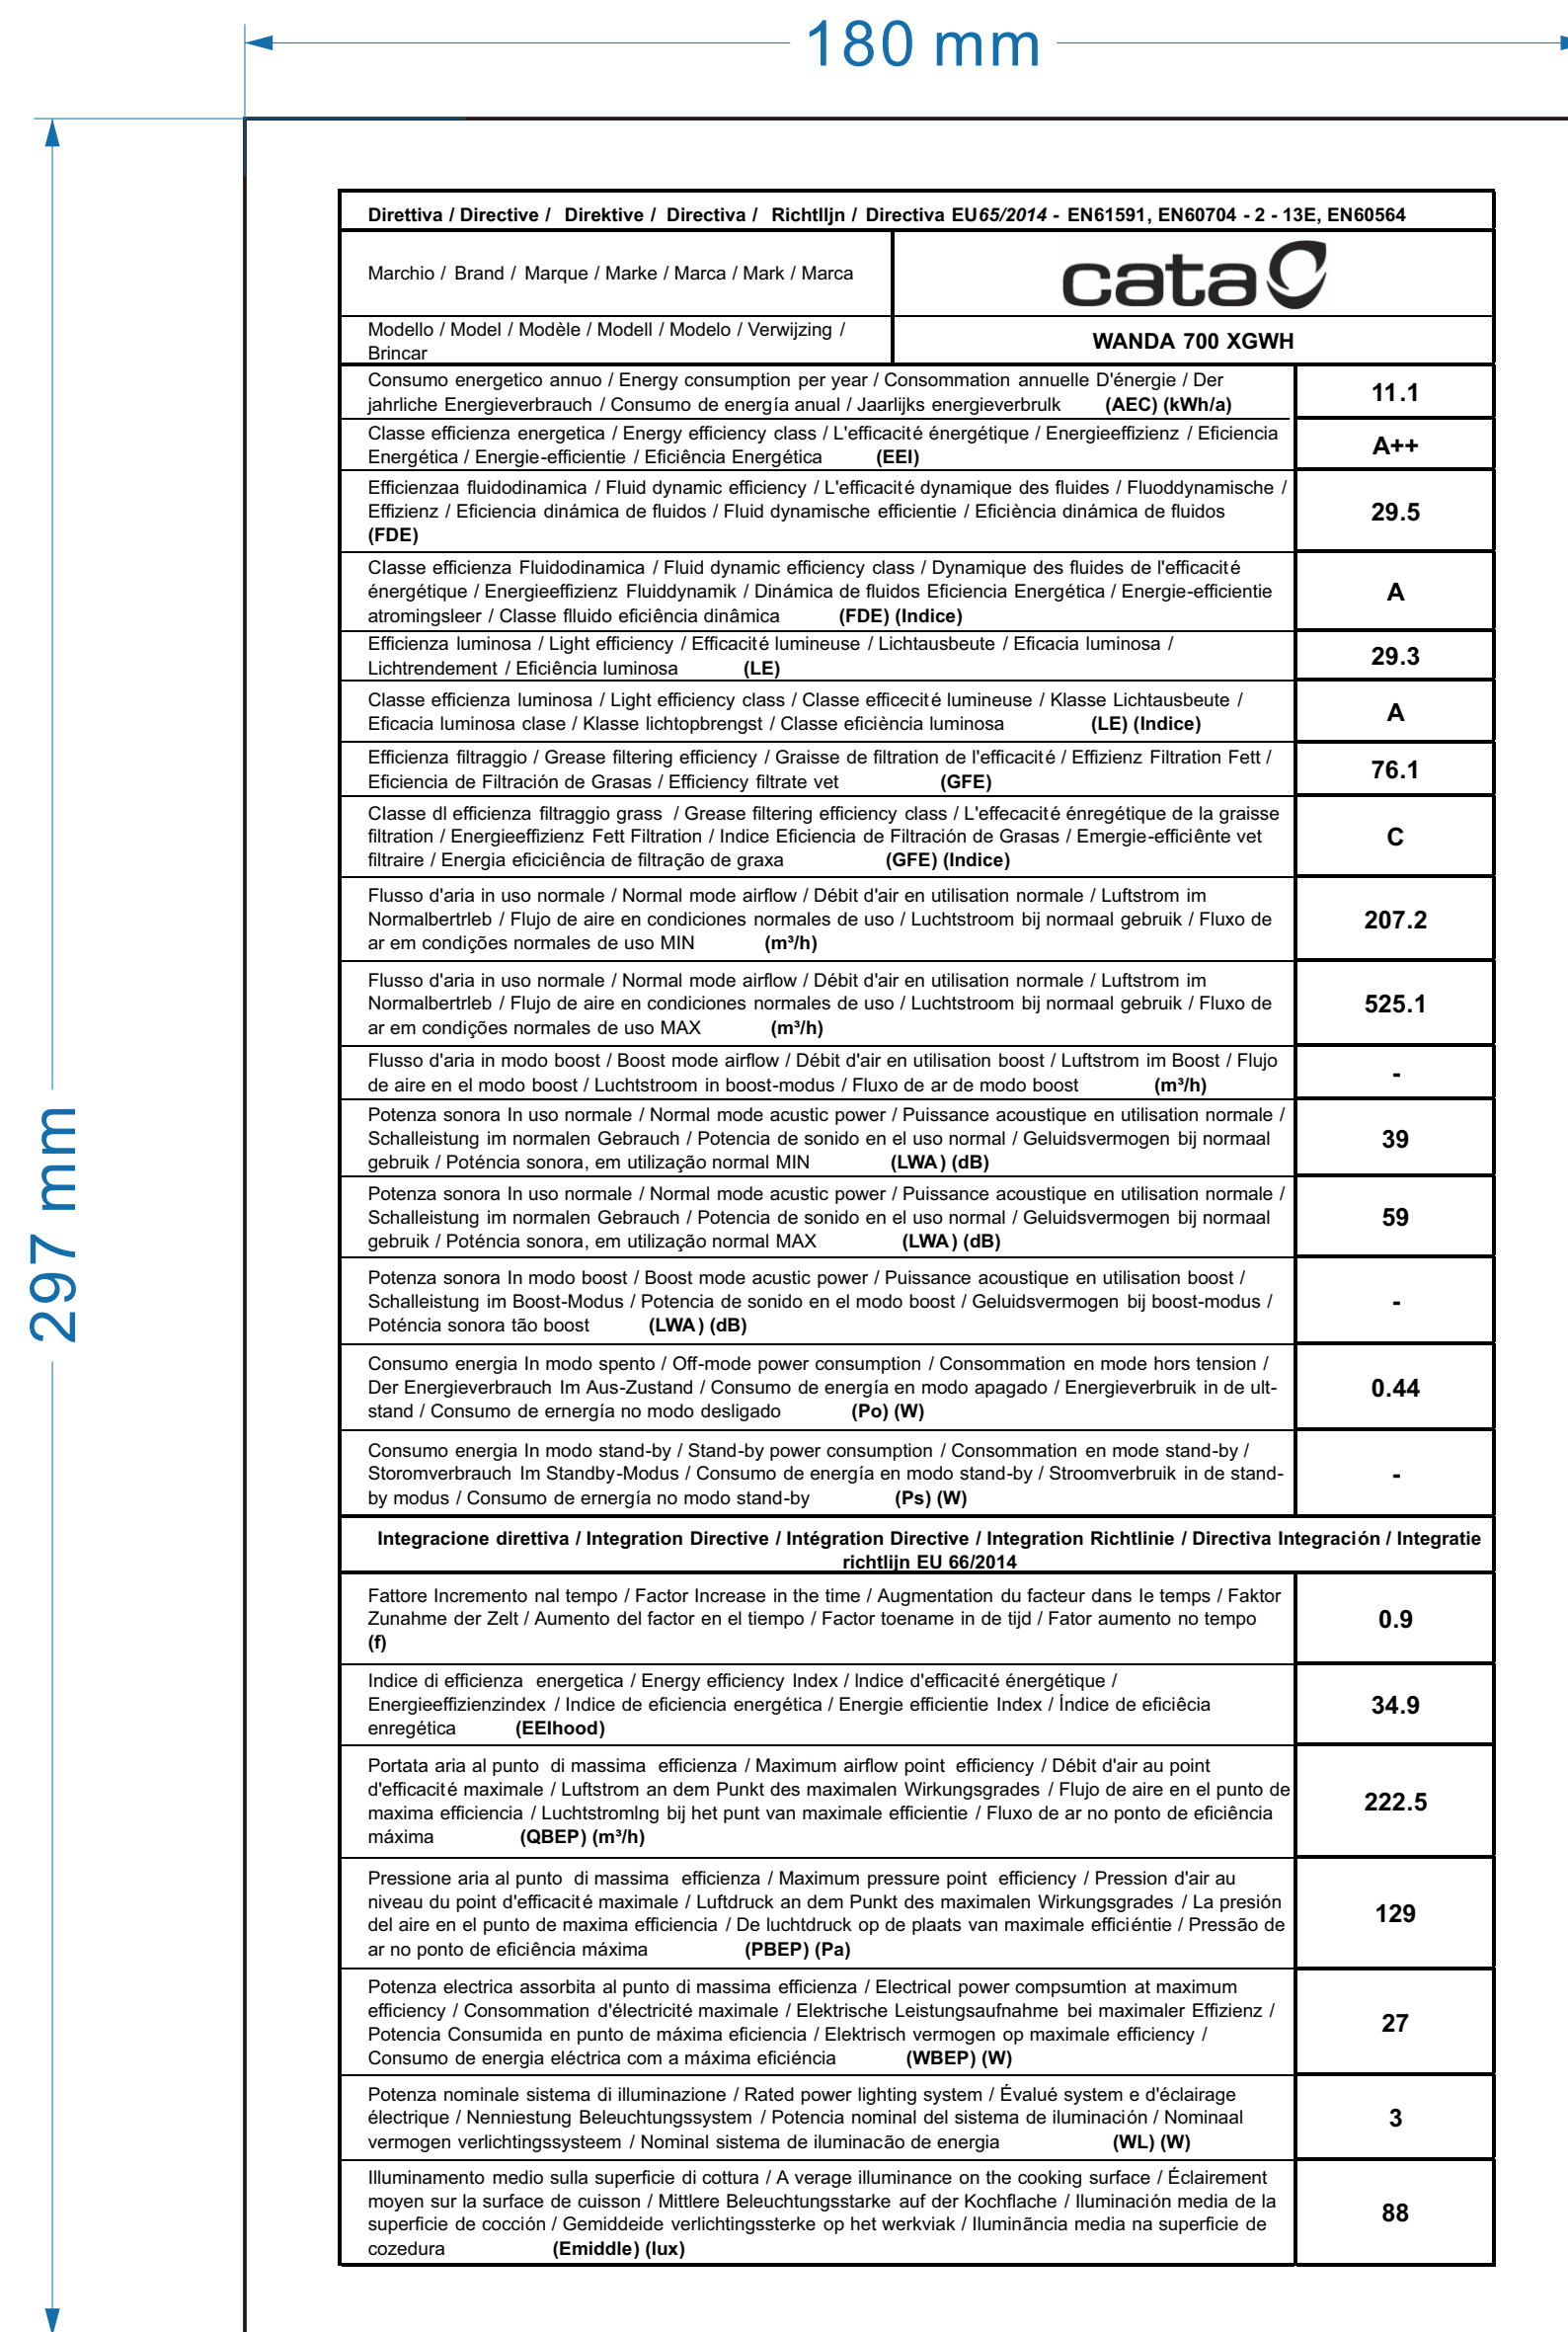 180 mm
297 mm
Direttiva / Directive / Direktive / Directiva / Richtlljn / Directiva EU65/2014 - EN61591, EN60704 - 2 - 13E, EN60564
Marchio / Brand / Marque / Marke / Marca / Mark / Marca
cata
Modello / Model / Modèle / Modell / Modelo / Verwijzing /
Brincar
WANDA 700 XGWH
Consumo energetico annuo / Energy consumption per year / Consommation annuelle D'énergie / Der
jahrliche Energieverbrauch / Consumo de energía anual / Jaarlijks energieverbrulk (AEC) (kWh/a)
11.1
Classe efficienza energetica / Energy efficiency class / L'efficacité énergétique / Energieeffizienz / Eficiencia
Energética / Energie-efficientie / Eficiência Energética (EEI)
A++
Efficienzaa fluidodinamica / Fluid dynamic efficiency / L'efficacité dynamique des fluides / Fluoddynamische /
Effizienz / Eficiencia dinámica de fluidos / Fluid dynamische efficientie / Eficiència dinámica de fluidos
(FDE)
29.5
Classe efficienza Fluidodinamica / Fluid dynamic efficiency class / Dynamique des fluides de l'efficacité
énergétique / Energieeffizienz Fluiddynamik / Dinámica de fluidos Eficiencia Energética / Energie-efficientie
atromingsleer / Classe flluido eficiência dinâmica (FDE) (Indice)
A
Efficienza luminosa / Light efficiency / Efficacité lumineuse / Lichtausbeute / Eficacia luminosa /
Lichtrendement / Eficiência luminosa (LE)
29.3
Classe efficienza luminosa / Light efficiency class / Classe efficecité lumineuse / Klasse Lichtausbeute /
Eficacia luminosa clase / Klasse lichtopbrengst / Classe eficiència luminosa (LE) (Indice)
A
Efficienza filtraggio / Grease filtering efficiency / Graisse de filtration de l'efficacité / Effizienz Filtration Fett /
Eficiencia de Filtración de Grasas / Efficiency filtrate vet (GFE)
76.1
Classe dl efficienza filtraggio grass / Grease filtering efficiency class / L'effecacité énregétique de la graisse
filtration / Energieeffizienz Fett Filtration / Indice Eficiencia de Filtración de Grasas / Emergie-efficiênte vet
filtraire / Energia eficiciência de filtração de graxa (GFE) (Indice)
C
Flusso d'aria in uso normale / Normal mode airflow / Débit d'air en utilisation normale / Luftstrom im
Normalbertrleb / Flujo de aire en condiciones normales de uso / Luchtstroom bij normaal gebruik / Fluxo de
ar em condições normales de uso MIN (m³/h)
207.2
Flusso d'aria in uso normale / Normal mode airflow / Débit d'air en utilisation normale / Luftstrom im
Normalbertrleb / Flujo de aire en condiciones normales de uso / Luchtstroom bij normaal gebruik / Fluxo de
ar em condições normales de uso MAX (m³/h)
525.1
Flusso d'aria in modo boost / Boost mode airflow / Débit d'air en utilisation boost / Luftstrom im Boost / Flujo
de aire en el modo boost / Luchtstroom in boost-modus / Fluxo de ar de modo boost (m³/h)
-
Potenza sonora In uso normale / Normal mode acustic power / Puissance acoustique en utilisation normale /
Schalleistung im normalen Gebrauch / Potencia de sonido en el uso normal / Geluidsvermogen bij normaal
gebruik / Poténcia sonora, em utilização normal MIN (LWA) (dB)
39
Potenza sonora In uso normale / Normal mode acustic power / Puissance acoustique en utilisation normale /
Schalleistung im normalen Gebrauch / Potencia de sonido en el uso normal / Geluidsvermogen bij normaal
gebruik / Poténcia sonora, em utilização normal MAX (LWA) (dB)
59
Potenza sonora In modo boost / Boost mode acustic power / Puissance acoustique en utilisation boost /
Schalleistung im Boost-Modus / Potencia de sonido en el modo boost / Geluidsvermogen bij boost-modus /
Poténcia sonora tão boost (LWA) (dB)
-
Consumo energia In modo spento / Off-mode power consumption / Consommation en mode hors tension /
Der Energieverbrauch Im Aus-Zustand / Consumo de energía en modo apagado / Energieverbruik in de ult-
stand / Consumo de ernergía no modo desligado (Po) (W)
0.44
Consumo energia In modo stand-by / Stand-by power consumption / Consommation en mode stand-by /
Storomverbrauch Im Standby-Modus / Consumo de energía en modo stand-by / Stroomverbruik in de stand-
by modus / Consumo de ernergía no modo stand-by (Ps) (W)
-
Integracione direttiva / Integration Directive / Intégration Directive / Integration Richtlinie / Directiva Integración / Integratie
richtlijn EU 66/2014
Fattore Incremento nal tempo / Factor Increase in the time / Augmentation du facteur dans le temps / Faktor
Zunahme der Zelt / Aumento del factor en el tiempo / Factor toename in de tijd / Fator aumento no tempo
(f)
0.9
Indice di efficienza energetica / Energy efficiency Index / Indice d'efficacité énergétique /
Energieeffizienzindex / Indice de eficiencia energética / Energie efficientie Index / Índice de eficiêcia
enregética (EEIhood)
34.9
Portata aria al punto di massima efficienza / Maximum airflow point efficiency / Débit d'air au point
d'efficacité maximale / Luftstrom an dem Punkt des maximalen Wirkungsgrades / Flujo de aire en el punto de
maxima efficiencia / Luchtstromlng bij het punt van maximale efficientie / Fluxo de ar no ponto de eficiência
máxima (QBEP) (m³/h)
222.5
Pressione aria al punto di massima efficienza / Maximum pressure point efficiency / Pression d'air au
niveau du point d'efficacité maximale / Luftdruck an dem Punkt des maximalen Wirkungsgrades / La presión
del aire en el punto de maxima efficiencia / De luchtdruk op de plaats van maximale efficiéntie / Pressão de
ar no ponto de eficiência máxima (PBEP) (Pa)
129
Potenza electrica assorbita al punto di massima efficienza / Electrical power compsumtion at maximum
efficiency / Consommation d'électricité maximale / Elektrische Leistungsaufnahme bei maximaler Effizienz /
Potencia Consumida en punto de máxima eficiencia / Elektrisch vermogen op maximale efficiency /
Consumo de energia eléctrica com a máxima eficiéncia (WBEP) (W)
27
Potenza nominale sistema di illuminazione / Rated power lighting system / Évalué system e d'éclairage
électrique / Nenniestung Beleuchtungssystem / Potencia nominal del sistema de iluminación / Nominaal
vermogen verlichtingssysteem / Nominal sistema de iluminacão de energia (WL) (W)
3
Illuminamento medio sulla superficie di cottura / A verage illuminance on the cooking surface / Éclairement
moyen sur la surface de cuisson / Mittlere Beleuchtungsstarke auf der Kochflache / Iluminación media de la
superficie de cocción / Gemiddeide verlichtingssterke op het werkviak / Iluminãncia media na superficie de
cozedura (Emiddle) (lux)
88